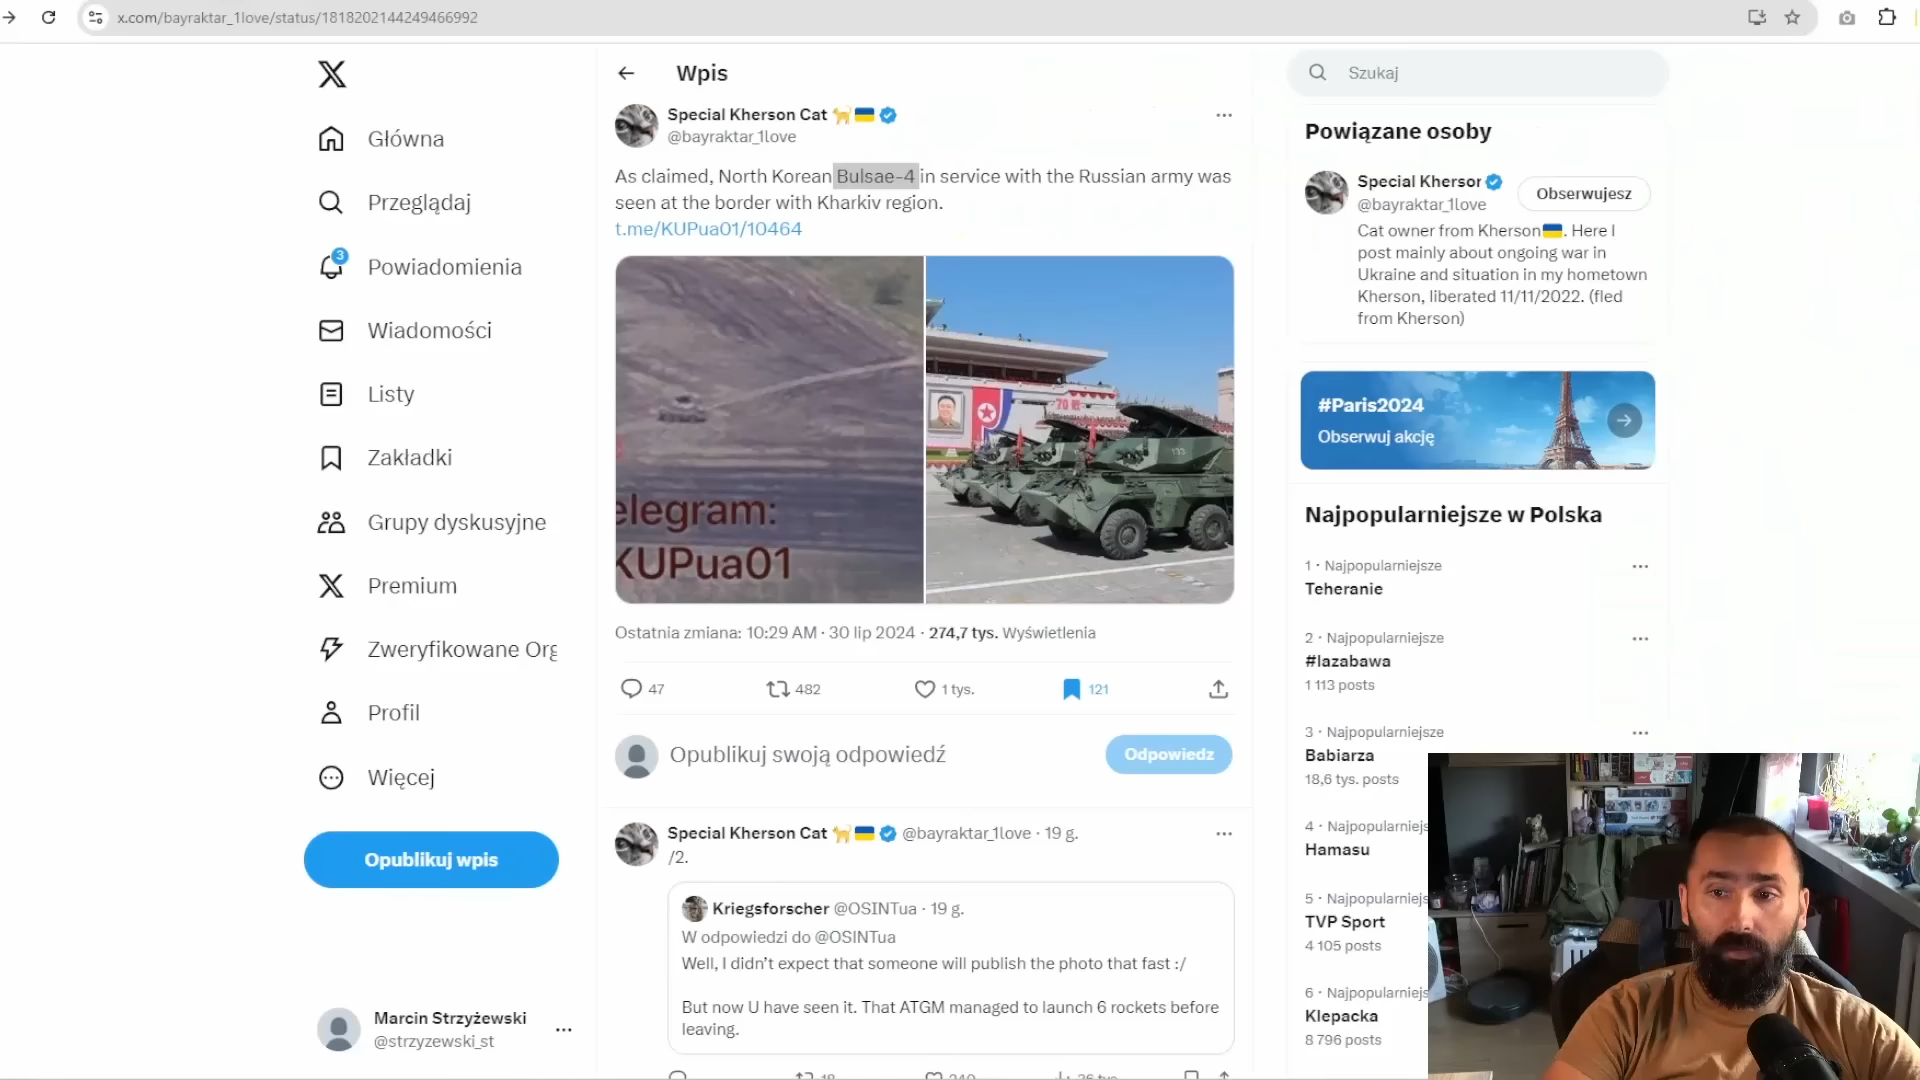 x.com/bayraktar_1love/status/1818202144249466992
Główna
Przeglądaj
3
Powiadomienia
Wiadomości
Listy
Zakładki
Grupy dyskusyjne
Premium
Zweryfikowane Org
Profil
Więcej
Opublikuj wpis
Marcin Strzyżewski
@strzyzewski_st
Wpis
Special Kherson Cat
@bayraktar_1love
As claimed, North Korean Bulsae-4 in service with the Russian army was
seen at the border with Kharkiv region.
t.me/KUPua01/10464
elegram:
KUPua01
70
133
Ostatnia zmiana: 10:29 AM · 30 lip 2024 · 274,7 tys. Wyświetlenia
47
482
1 tys.
121
Opublikuj swoją odpowiedź
Odpowiedz
Special Kherson Cat @bayraktar_1love · 19 g.
/2.
Kriegsforscher @OSINTua · 19 g.
W odpowiedzi do @OSINTua
Well, I didn't expect that someone will publish the photo that fast :/
But now U have seen it. That ATGM managed to launch 6 rockets before
leaving.
Szukaj
Powiązane osoby
Special Kherson
@bayraktar_1love
Obserwujesz
Cat owner from Kherson. Here I
post mainly about ongoing war in
Ukraine and situation in my hometown
Kherson, liberated 11/11/2022. (fled
from Kherson)
#Paris2024
Obserwuj akcję
Najpopularniejsze w Polska
1 · Najpopularniejsze
Teheranie
2 · Najpopularniejsze
#lazabawa
1 113 posts
3 · Najpopularniejsze
Babiarza
18,6 tys. posts
4 · Najpopularniejs
Hamasu
5 · Najpopularniejs
TVP Sport
4 105 posts
6 · Najpopularniejs
Klepacka
8 796 posts